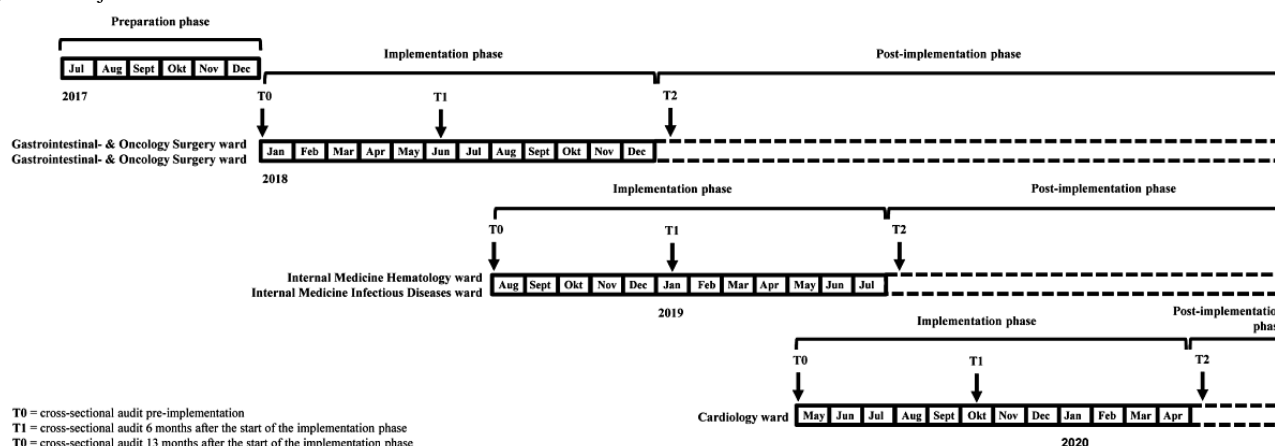 Preparation phase
Jul Aug Sept Okt Nov Dec
2017
Implementation phase
Post-implementation phase
T0 T1 T2
Gastrointestinal- & Oncology Surgery ward
Gastrointestinal- & Oncology Surgery ward
Jan Feb Mar Apr May Jun Jul Aug Sept Okt Nov Dec
2018
Implementation phase
Post-implementation phase
T0 T1 T2
Internal Medicine Hematology ward
Internal Medicine Infectious Diseases ward
Aug Sept Okt Nov Dec Jan Feb Mar Apr May Jun Jul
2019
Implementation phase
Post-implementatio
phas
T0 T1 T2
Cardiology ward
May Jun Jul Aug Sept Okt Nov Dec Jan Feb Mar Apr
2020
T0 = cross-sectional audit pre-implementation
T1 = cross-sectional audit 6 months after the start of the implementation phase
T0 = cross-sectional audit 13 months after the start of the implementation phase